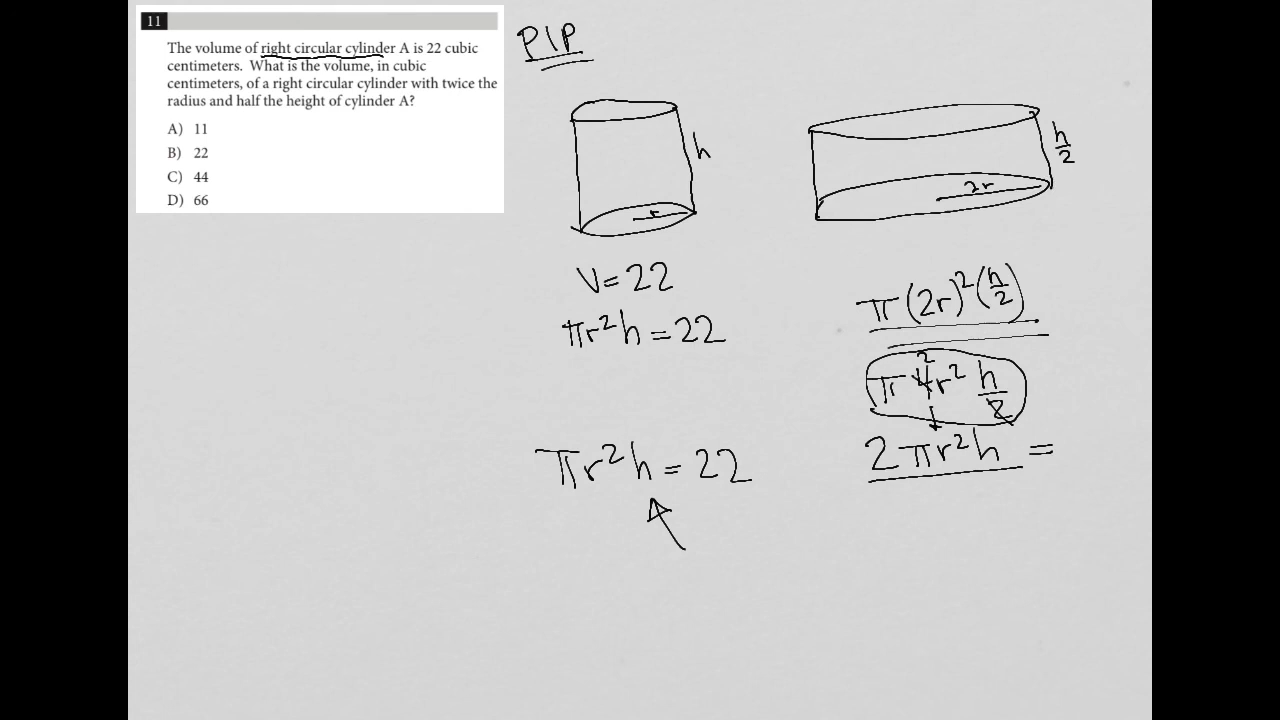 11
The volume of right circular cylinder A is 22 cubic
centimeters. What is the volume, in cubic
centimeters, of a right circular cylinder with twice the
radius and half the height of cylinder A?
A) 11
B) 22
C) 44
D) 66
PIP
h
r
h/2
2r
V=22
πr²h=22
π(2r)²(h/2)
2
π4r² h/2
πr²h=22
2πr²h=